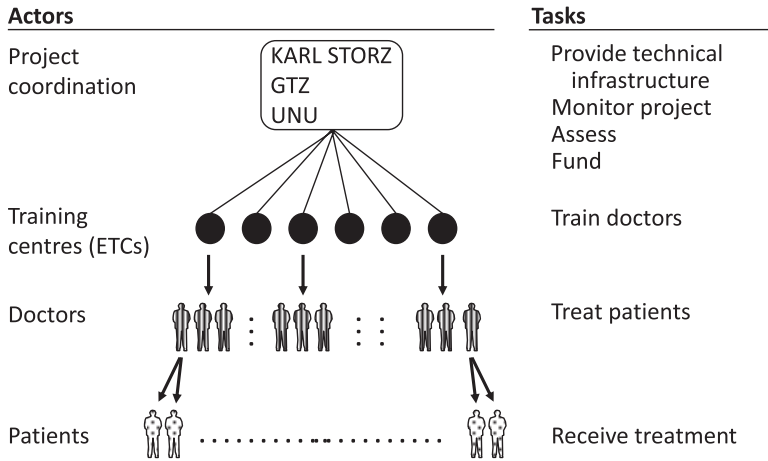 Actors
Tasks
Project
coordination
KARL STORZ
GTZ
UNU
Provide technical
infrastructure
Monitor project
Assess
Fund
Training
centres (ETCs)
Train doctors
Doctors
Treat patients
Patients
Receive treatment